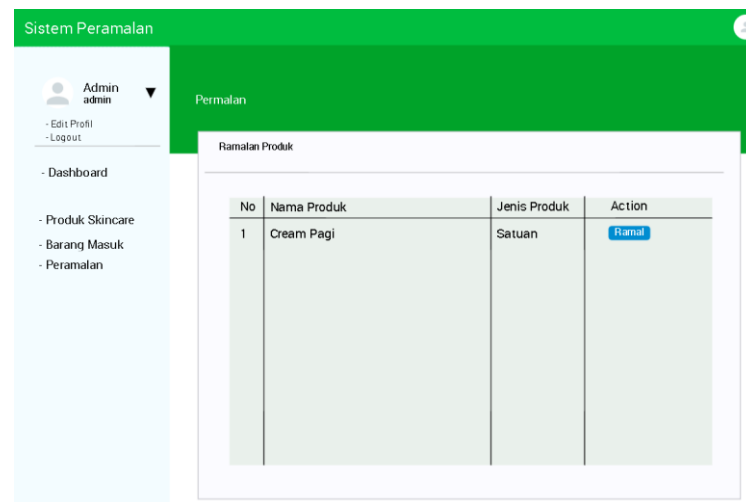 Sistem Peramalan
Admin
admin
▼
- Edit Profil
- Logout
- Dashboard
- Produk Skincare
- Barang Masuk
- Peramalan
Permalan
Ramalan Produk
No Nama Produk Jenis Produk Action
1 Cream Pagi Satuan Ramal